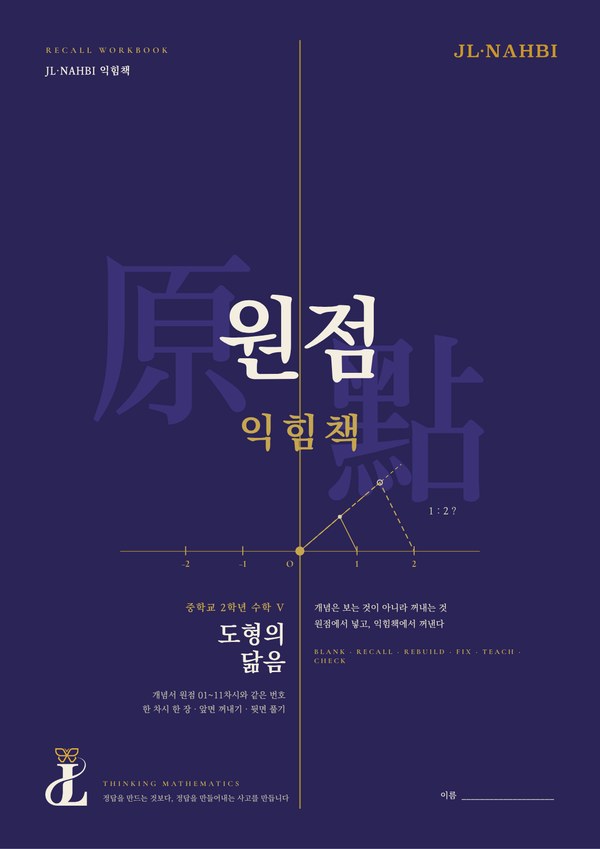 RECALL WORKBOOK
JL·NAHBI 익힘책
JL·NAHBI
原點
원점
익힘책
1 : 2 ?
-2 -1 O 1 2
중학교 2학년 수학 V
도형의
닮음
개념서 원점 01~11차시와 같은 번호
한 차시 한 장 · 앞면 꺼내기 · 뒷면 풀기
개념은 보는 것이 아니라 꺼내는 것
원점에서 넣고, 익힘책에서 꺼낸다
BLANK · RECALL · REBUILD · FIX · TEACH ·
CHECK
JL
THINKING MATHEMATICS
정답을 만드는 것보다, 정답을 만들어내는 사고를 만듭니다
이름